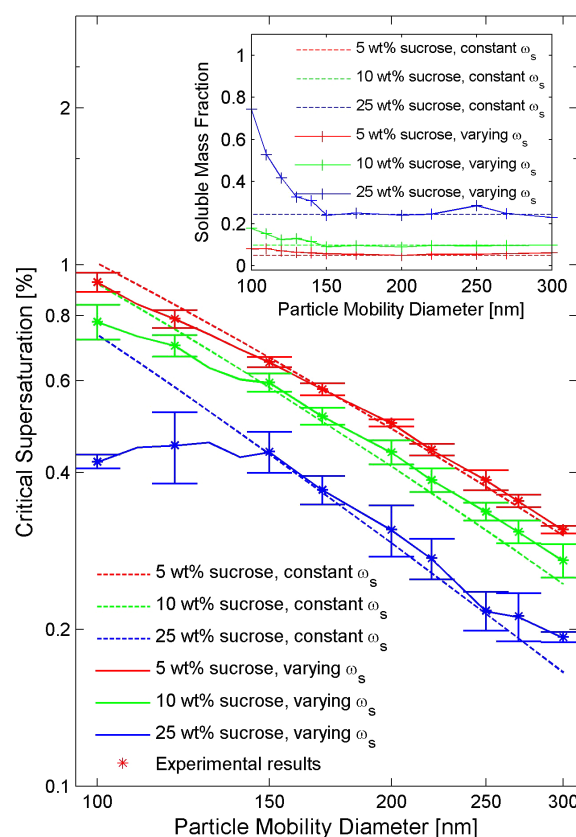 5 wt% sucrose, constant ωs
10 wt% sucrose, constant ωs
25 wt% sucrose, constant ωs
5 wt% sucrose, varying ωs
10 wt% sucrose, varying ωs
25 wt% sucrose, varying ωs
Soluble Mass Fraction
1
0.8
0.6
0.4
0.2
0
100 150 200 250 300
Particle Mobility Diameter [nm]
Critical Supersaturation [%]
2
1
0.8
0.6
0.4
0.2
0.1
5 wt% sucrose, constant ωs
10 wt% sucrose, constant ωs
25 wt% sucrose, constant ωs
5 wt% sucrose, varying ωs
10 wt% sucrose, varying ωs
25 wt% sucrose, varying ωs
Experimental results
100 150 200 250 300
Particle Mobility Diameter [nm]